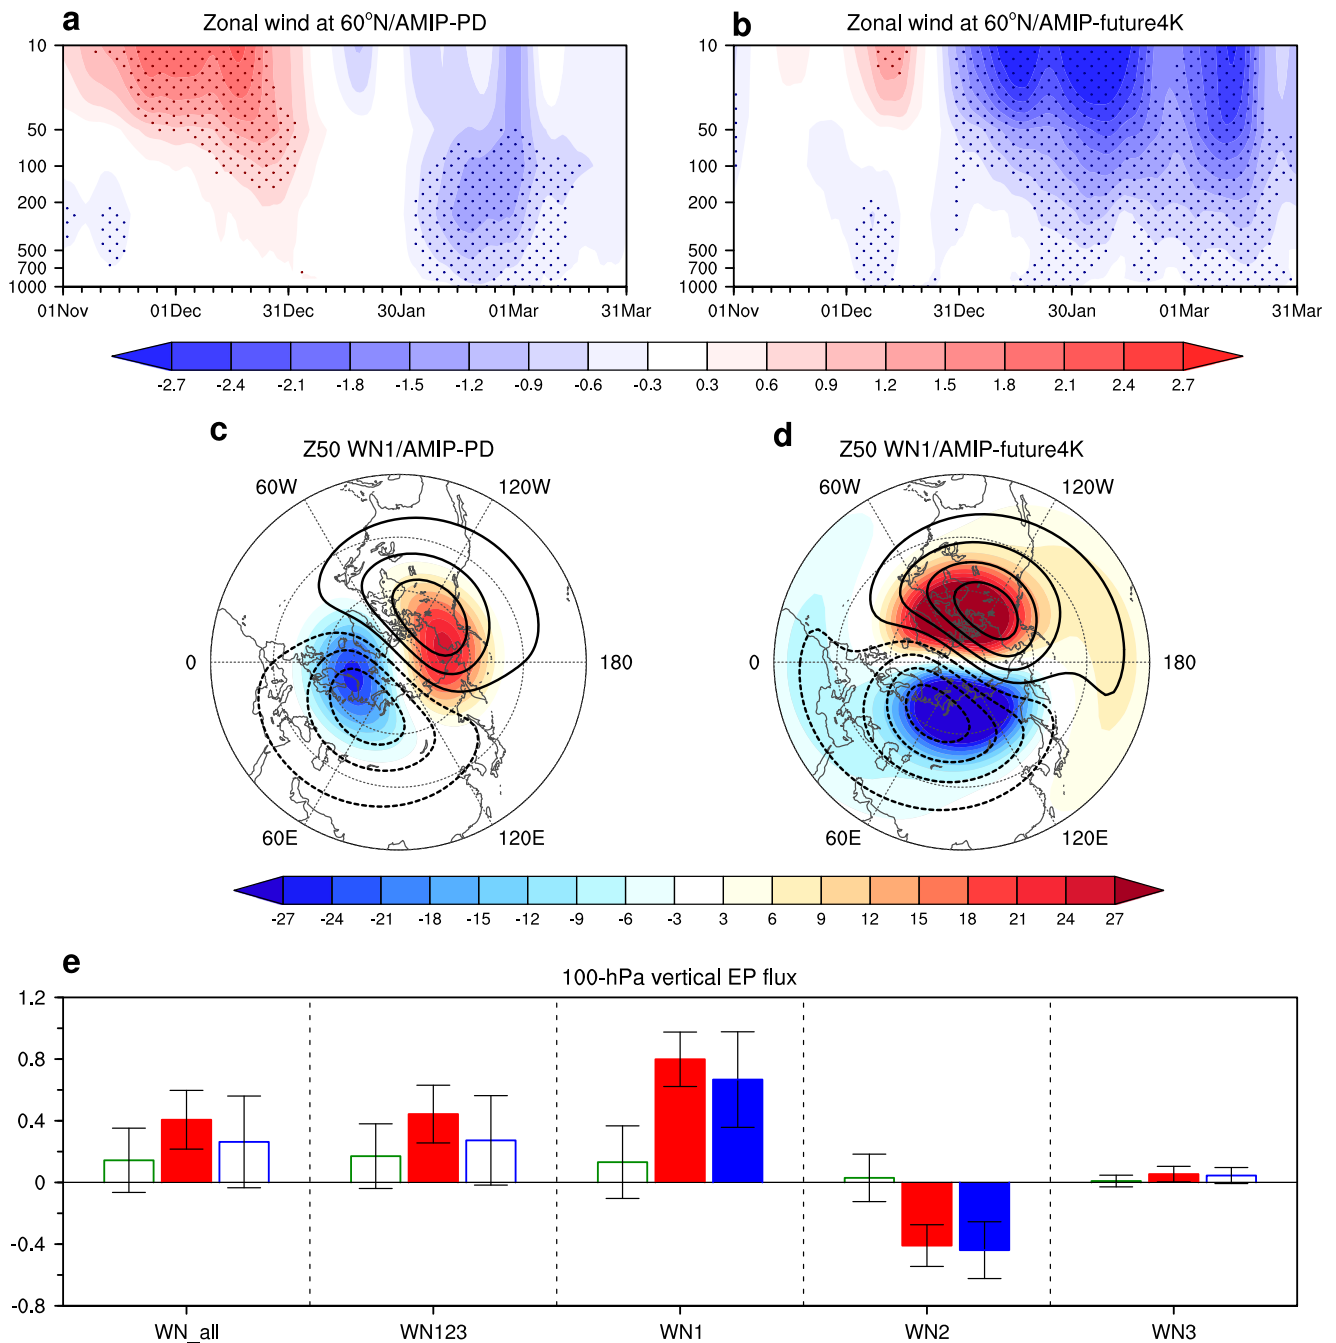 a
Zonal wind at 60°N/AMIP-PD
b
Zonal wind at 60°N/AMIP-future4K
10
50
100
200
500
700
1000
01Nov
01Dec
31Dec
30Jan
01Mar
31Mar
10
50
100
200
500
700
1000
01Nov
01Dec
31Dec
30Jan
01Mar
31Mar
-2.7
-2.4
-2.1
-1.8
-1.5
-1.2
-0.9
-0.6
-0.3
0.3
0.6
0.9
1.2
1.5
1.8
2.1
2.4
2.7
c
Z50 WN1/AMIP-PD
60W
120W
0
180
60E
120E
d
Z50 WN1/AMIP-future4K
60W
120W
0
180
60E
120E
-27
-24
-21
-18
-15
-12
-9
-6
-3
3
6
9
12
15
18
21
24
27
e
100-hPa vertical EP flux
1.2
0.8
0.4
0
-0.4
-0.8
WN_all
WN123
WN1
WN2
WN3